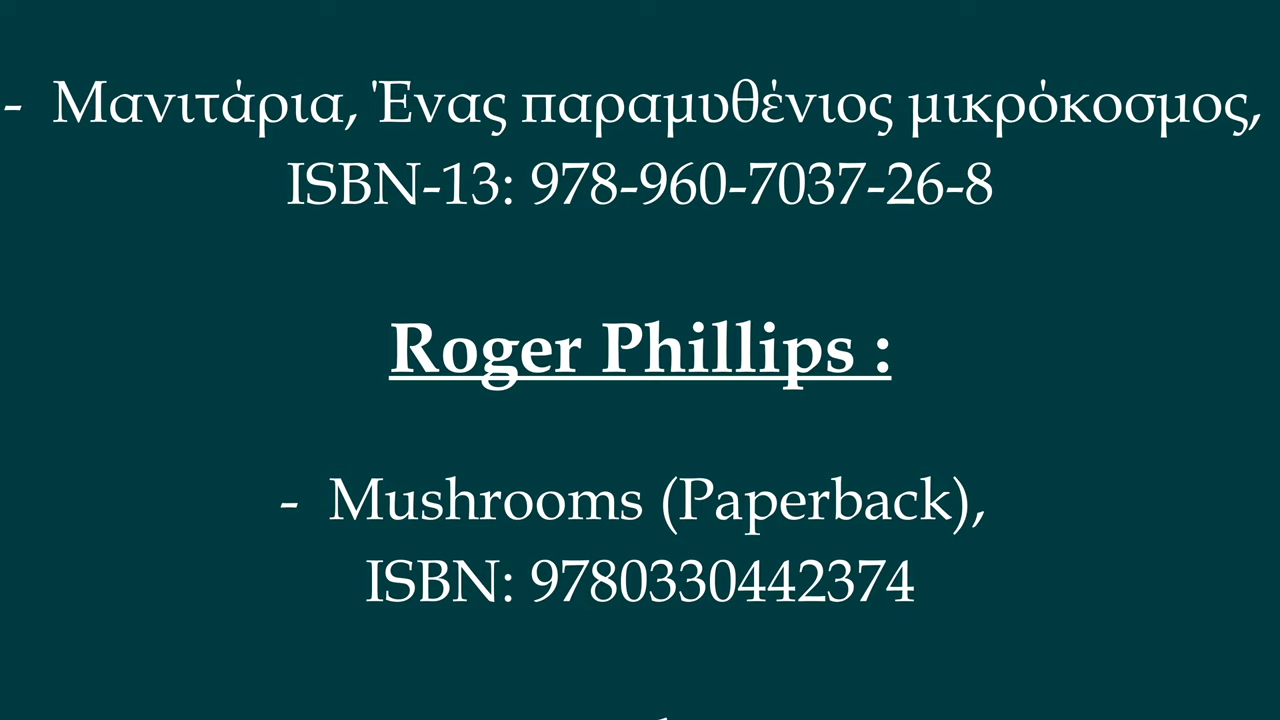 - Μανιτάρια, Ένας παραμυθένιος μικρόκοσμος,
ISBN-13: 978-960-7037-26-8
Roger Phillips :
- Mushrooms (Paperback),
ISBN: 9780330442374